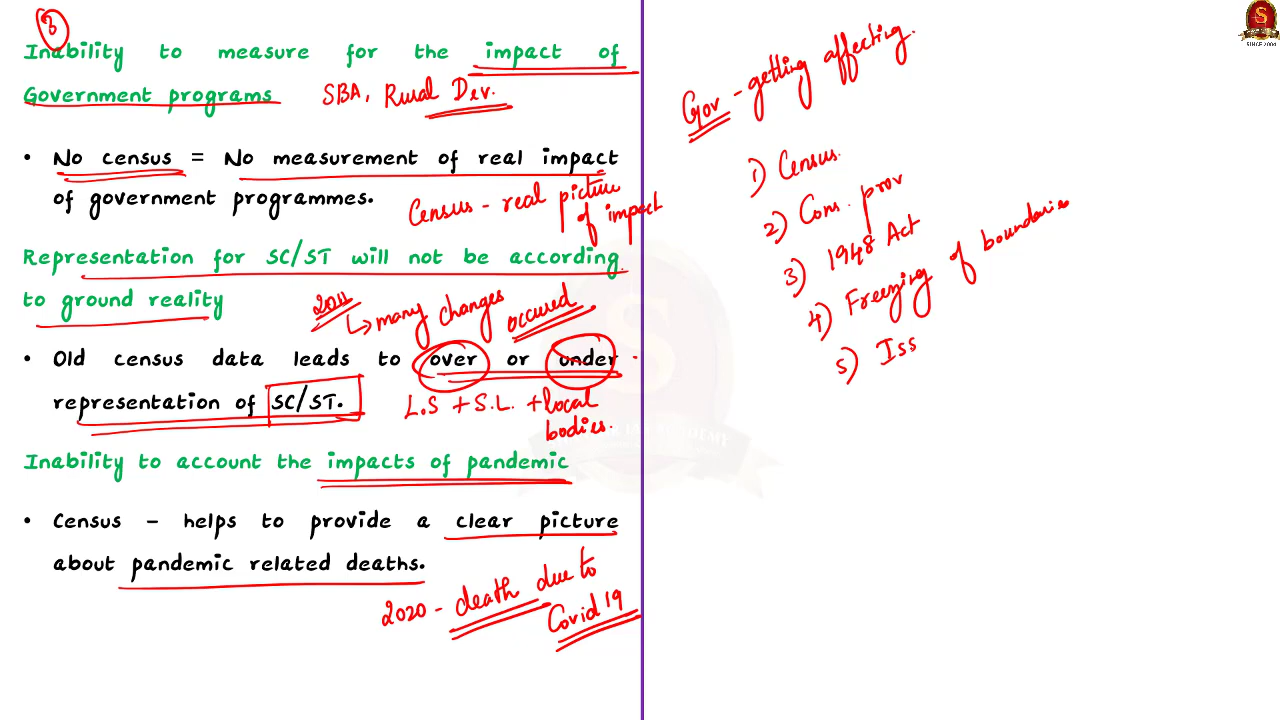 3
Inability to measure for the impact of
Government programs
SBA, Rural Dev.
• No census = No measurement of real impact
of government programmes.
Census - real picture
of impact
Representation for SC/ST will not be according
to ground reality
2011
↳ many changes
occured
• Old census data leads to over or under
representation of SC/ST.
L.S + S.L. + local
bodies.
Inability to account the impacts of pandemic
• Census – helps to provide a clear picture
about pandemic related deaths.
2020 - death due to
Covid 19
Gov - getting affecting.
1) Census.
2) Cons. prov
3) 1948 Act
4) Freezing of boundaries
5) Iss
S
SINCE 2004